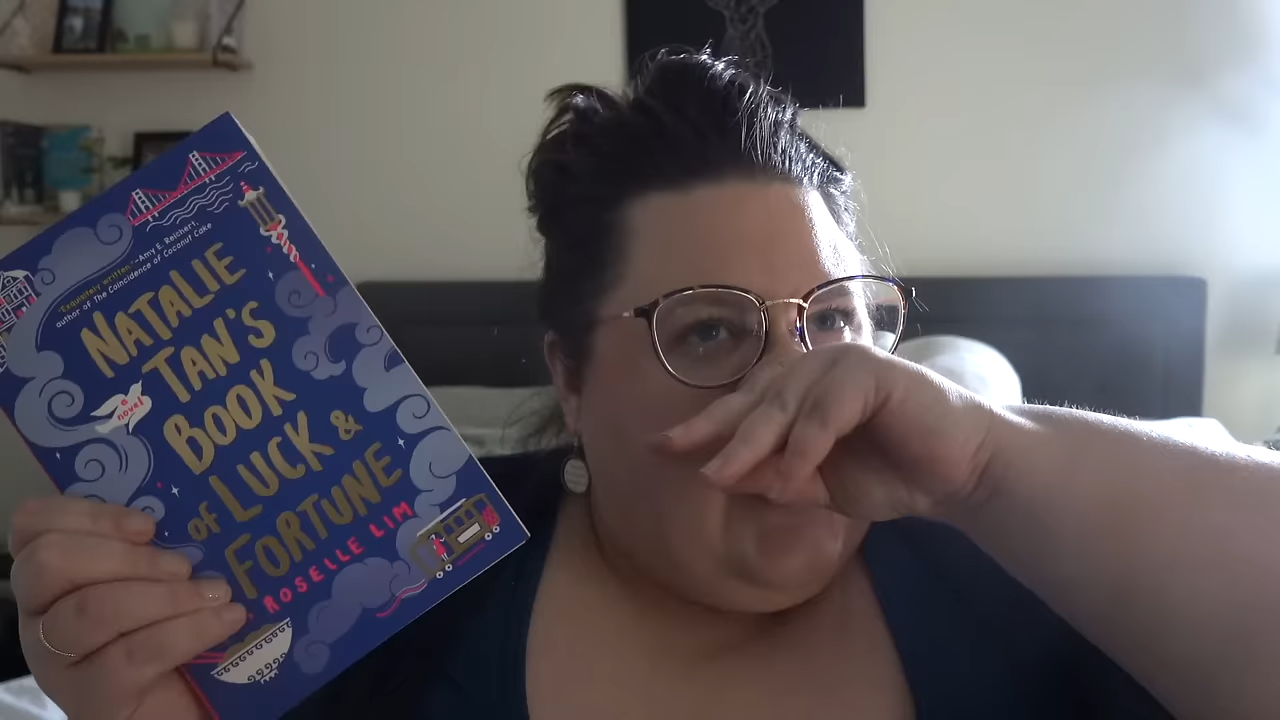 "Exquisitely written."—Amy E. Reichert,
author of The Coincidence of Coconut Cake
NATALIE
TAN'S
BOOK
of LUCK &
FORTUNE
a
novel
ROSELLE LIM